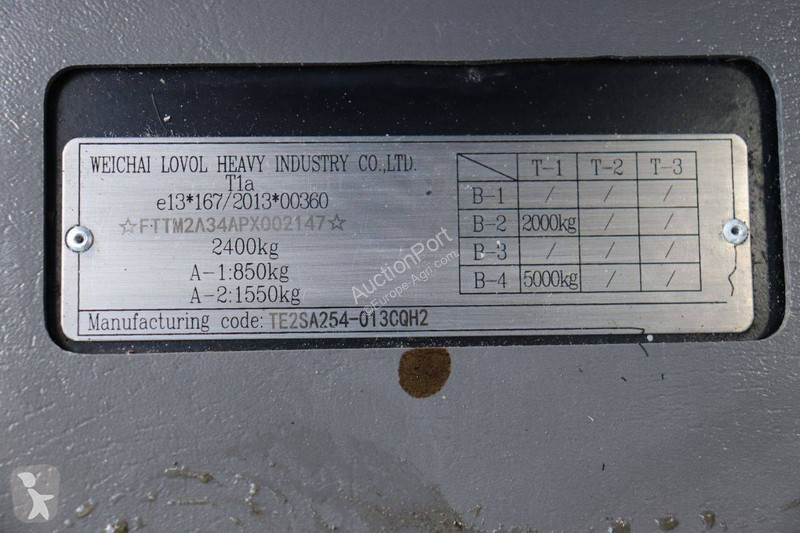 WEICHAI LOVOL HEAVY INDUSTRY CO.,LTD.
T1a
e13*167/2013*00360
☆FTTM2A34APX002147☆
2400kg
A-1:850kg
A-2:1550kg
T-1 T-2 T-3
B-1 / / /
B-2 2000kg / /
B-3 / / /
B-4 5000kg / /
Manufacturing code: TE2SA254-013CQH2
AuctionPort
©Europe-Agri.com